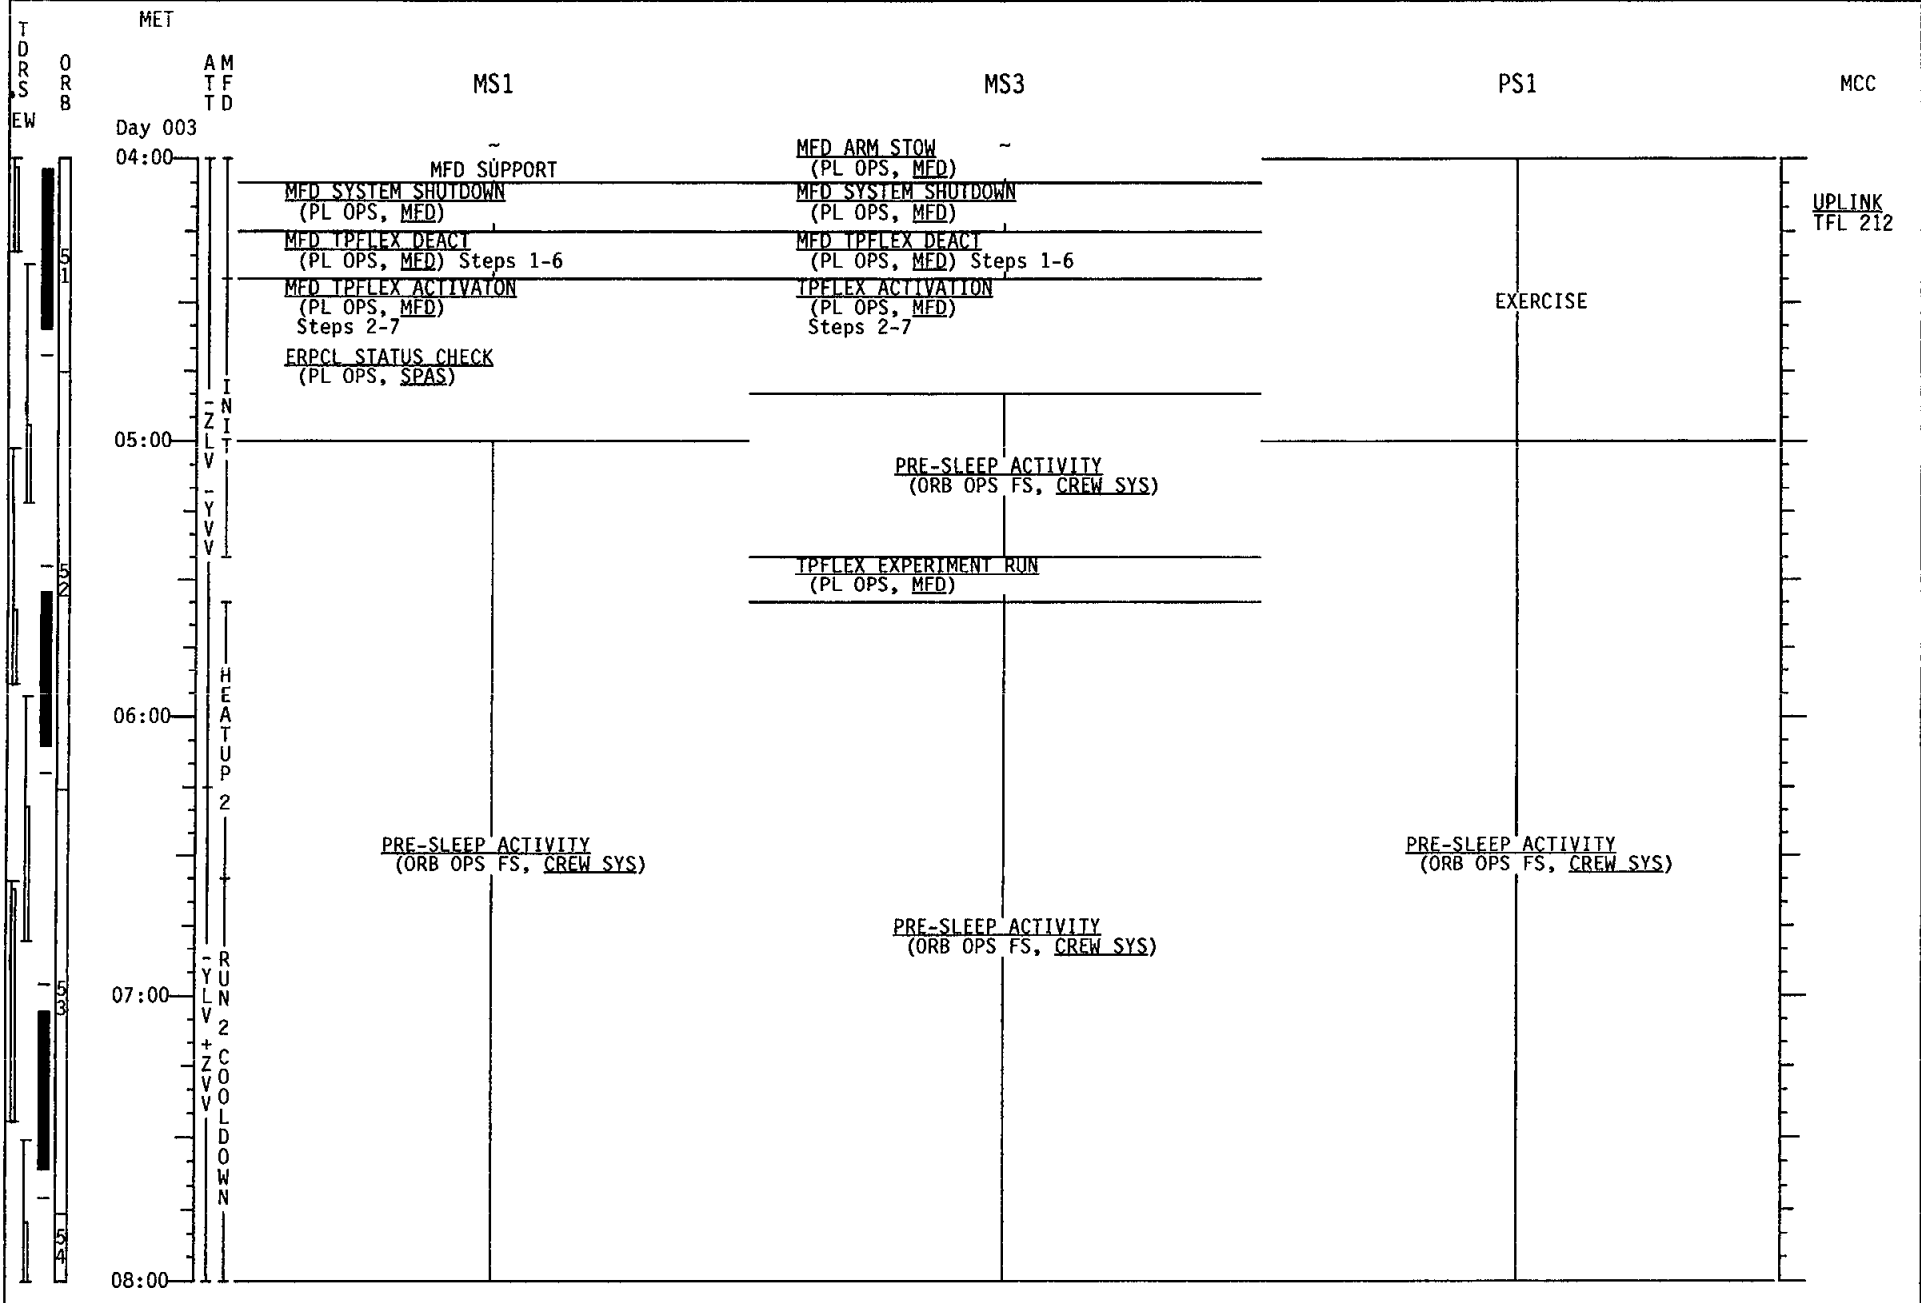 MET
TDRS
EW
ORB
ATT
MFD
MS1
MS3
PS1
MCC
Day 003
04:00
~
MFD SUPPORT
MFD SYSTEM SHUTDOWN
(PL OPS, MFD)
MFD TPFLEX DEACT
(PL OPS, MFD) Steps 1-6
MFD TPFLEX ACTIVATON
(PL OPS, MFD)
Steps 2-7
ERPCL STATUS CHECK
(PL OPS, SPAS)
MFD ARM STOW ~
(PL OPS, MFD)
MFD SYSTEM SHUTDOWN
(PL OPS, MFD)
MFD TPFLEX DEACT
(PL OPS, MFD) Steps 1-6
TPFLEX ACTIVATION
(PL OPS, MFD)
Steps 2-7
EXERCISE
UPLINK
TFL 212
51
INIT
-ZLV -YVV
05:00
PRE-SLEEP ACTIVITY
(ORB OPS FS, CREW SYS)
52
TPFLEX EXPERIMENT RUN
(PL OPS, MFD)
HEATUP 2
06:00
PRE-SLEEP ACTIVITY
(ORB OPS FS, CREW SYS)
PRE-SLEEP ACTIVITY
(ORB OPS FS, CREW SYS)
PRE-SLEEP ACTIVITY
(ORB OPS FS, CREW SYS)
53
07:00
-YLV +ZVV
RUN 2 COOLDOWN
54
08:00